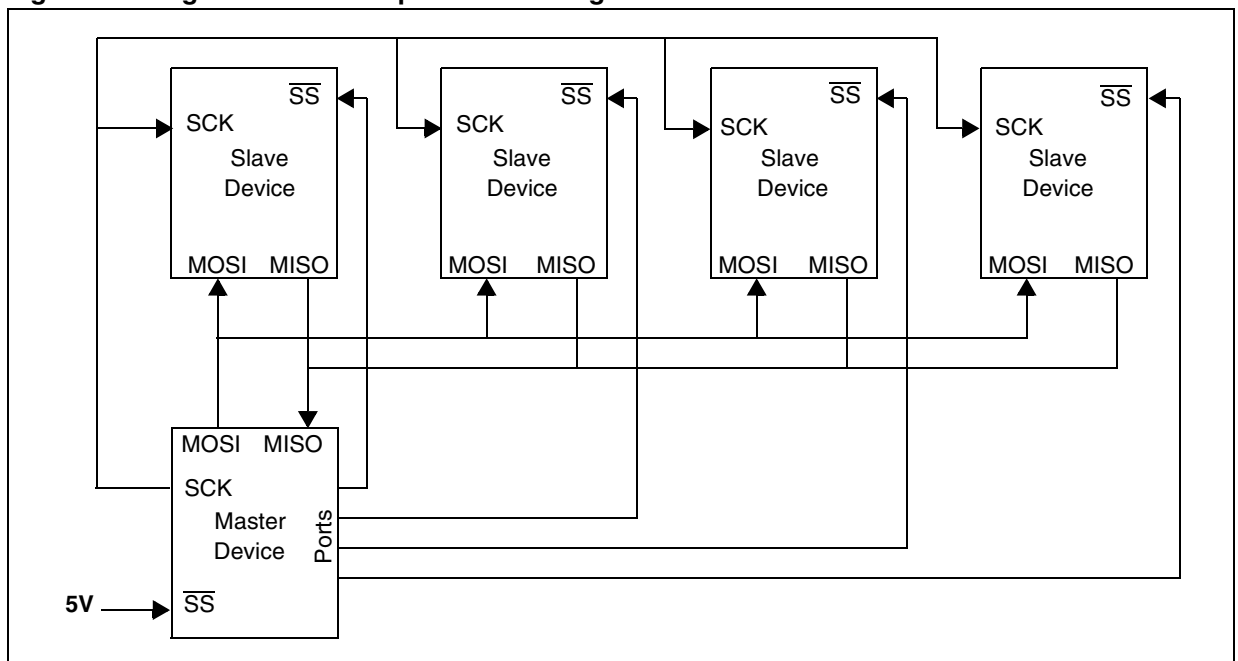 SS SS SS SS
SCK SCK SCK SCK
Slave Slave Slave Slave
Device Device Device Device
MOSI MISO MOSI MISO MOSI MISO MOSI MISO
MOSI MISO
SCK
Master
Device
Ports
5V SS